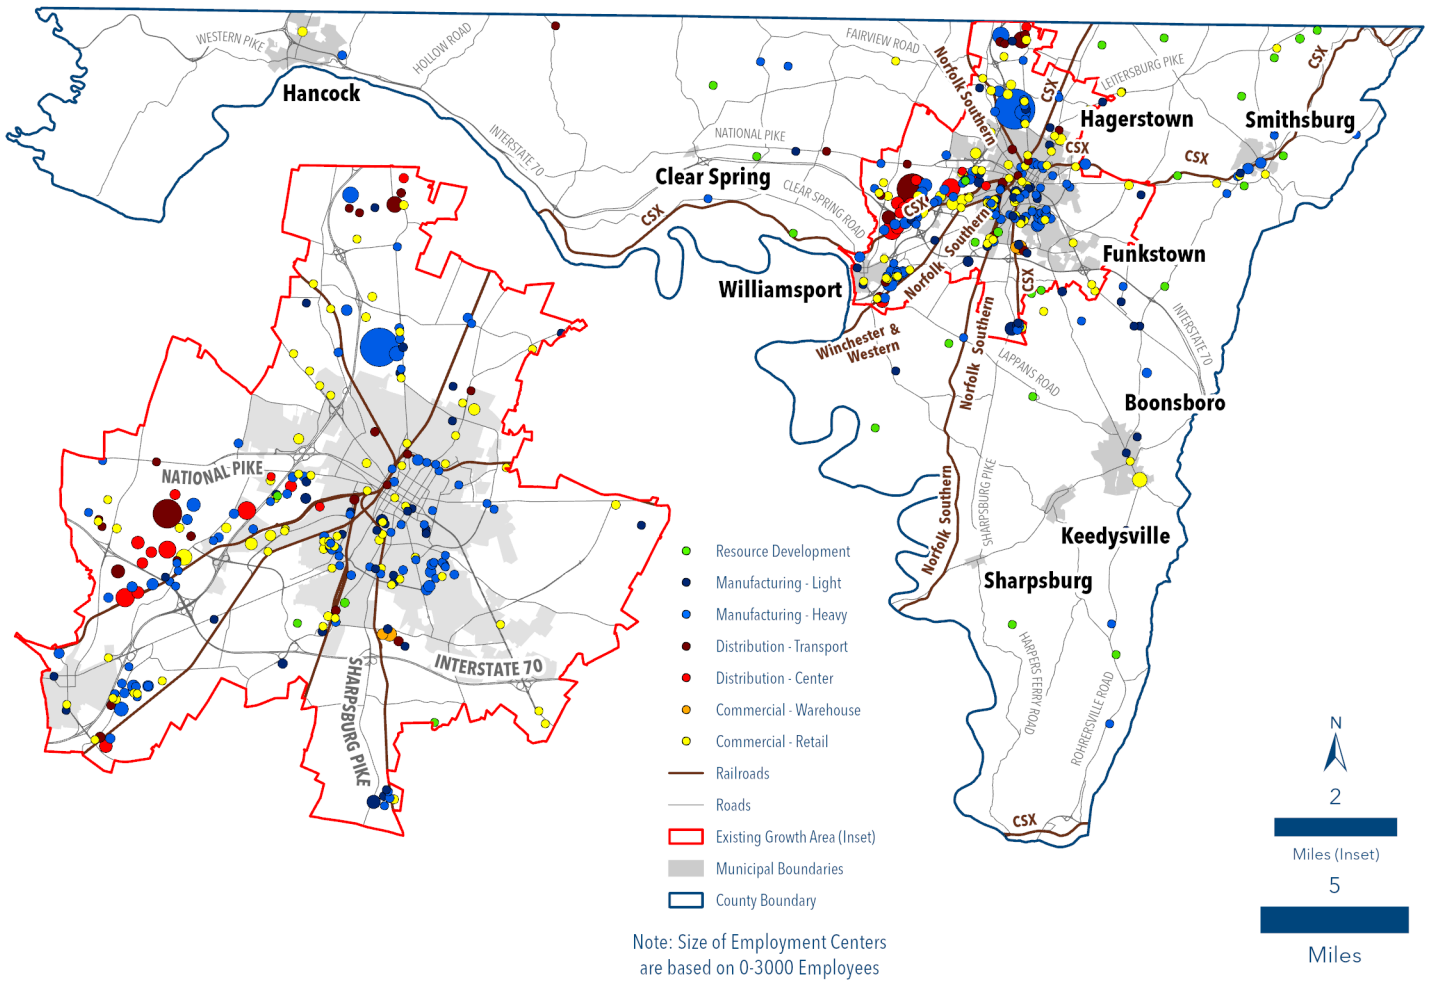 WESTERN PIKE
HOLLOW ROAD
Hancock
INTERSTATE 70
FAIRVIEW ROAD
Norfolk Southern
CSX
LEITERSBURG PIKE
CSX
Hagerstown
Smithsburg
NATIONAL PIKE
CSX
CSX
Clear Spring
CLEAR SPRING ROAD
CSX
CSX
Norfolk Southern
Funkstown
CSX
Williamsport
INTERSTATE 70
Winchester &
Western
Norfolk Southern
LAPPANS ROAD
Boonsboro
NATIONAL PIKE
SHARPSBURG PIKE
Norfolk Southern
Keedysville
Sharpsburg
HARPERS FERRY ROAD
ROHRERSVILLE ROAD
CSX
INTERSTATE 70
SHARPSBURG PIKE
Resource Development
Manufacturing - Light
Manufacturing - Heavy
Distribution - Transport
Distribution - Center
Commercial - Warehouse
Commercial - Retail
Railroads
Roads
Existing Growth Area (Inset)
Municipal Boundaries
County Boundary
Note: Size of Employment Centers
are based on 0-3000 Employees
N
2
Miles (Inset)
5
Miles